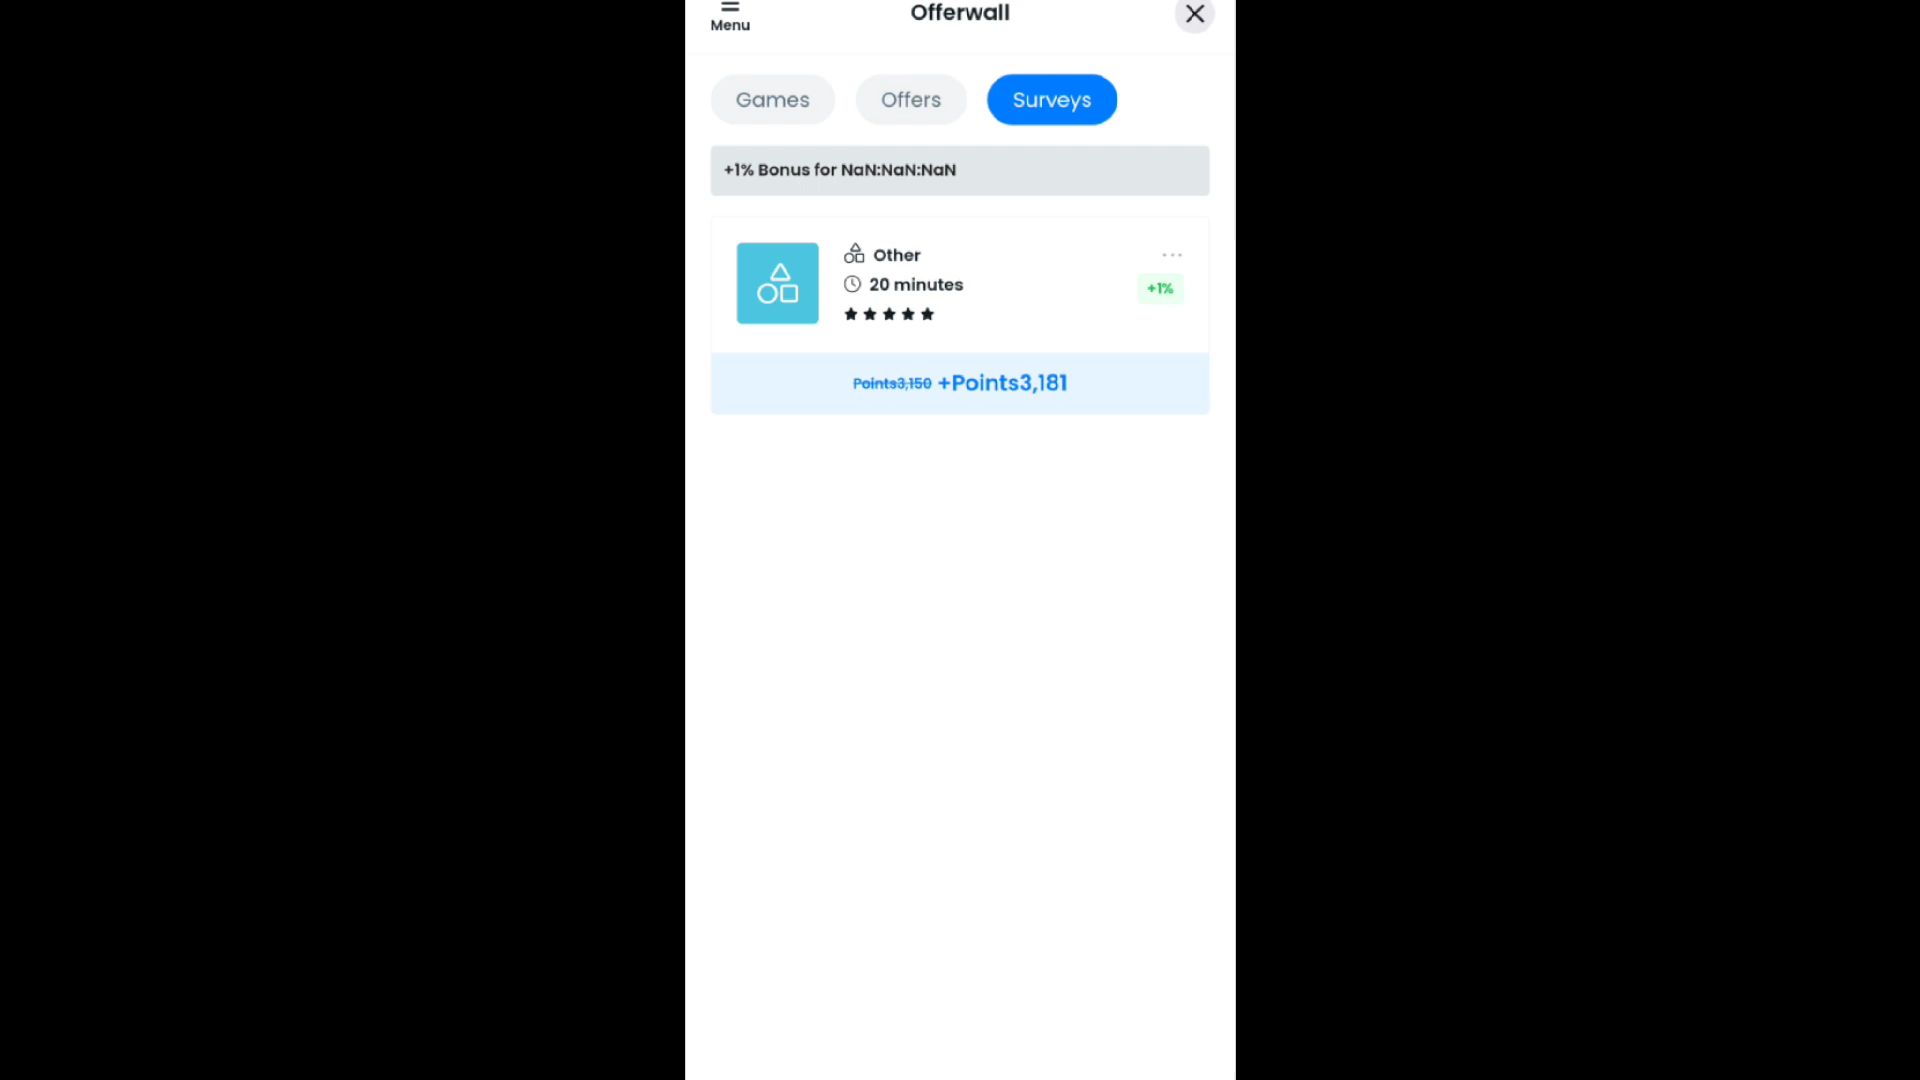 Menu
Offerwall
Games
Offers
Surveys
+1% Bonus for NaN:NaN:NaN
Other
20 minutes
+1%
Points3,150 +Points3,181